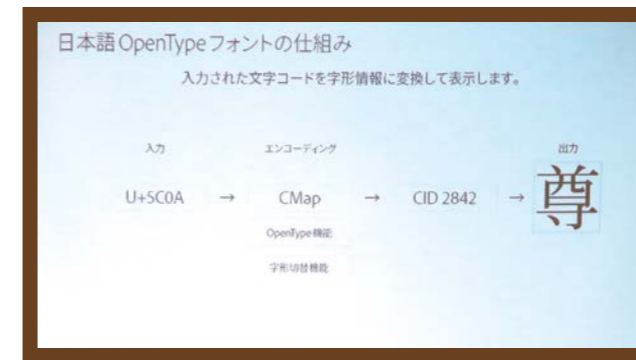 日本語OpenTypeフォントの仕組み
入力された文字コードを字形情報に変換して表示します。
入力 エンコーディング 出力
U+5C0A → CMap → CID 2842 → 尊
OpenType機能
字形切替機能